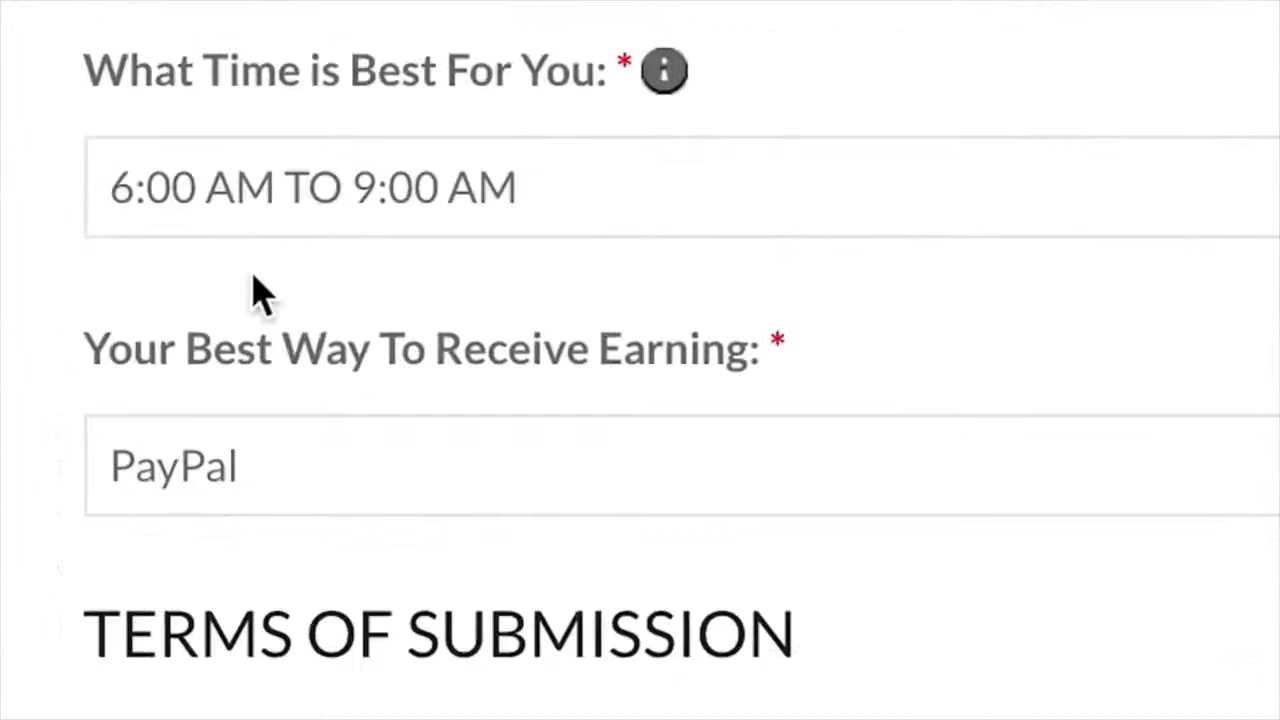 What Time is Best For You: *
6:00 AM TO 9:00 AM
Your Best Way To Receive Earning: *
PayPal
TERMS OF SUBMISSION